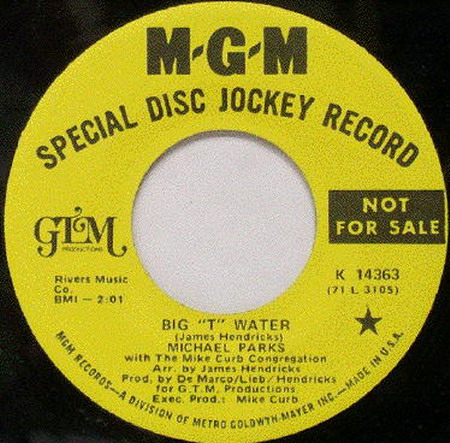 M-G-M
SPECIAL DISC JOCKEY RECORD
NOT
FOR SALE
GTM
PRODUCTIONS
Rivers Music
Co.
BMI - 2:01
K 14363
(71 L 3105)
BIG "T" WATER
(James Hendricks)
MICHAEL PARKS
with The Mike Curb Congregation
Arr. by James Hendricks
Prod. by De Marco/Lieb/Hendricks
for G.T.M. Productions
Exec. Prod.: Mike Curb
MGM RECORDS—A DIVISION OF METRO GOLDWYN-MAYER INC.—MADE IN U.S.A.